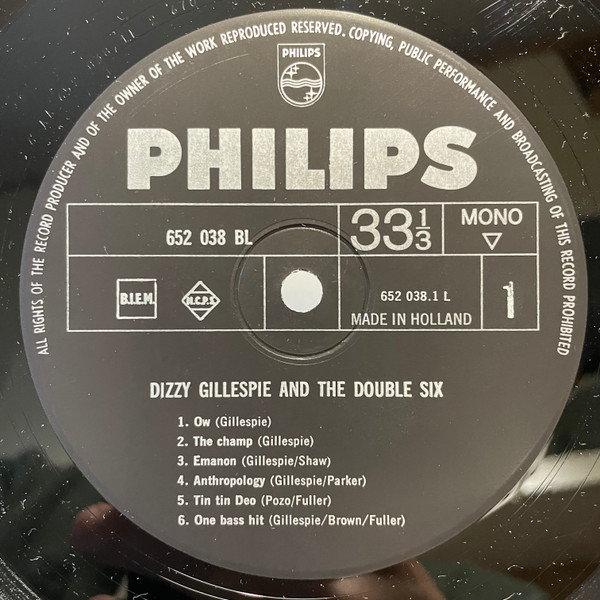 ALL RIGHTS OF THE RECORD PRODUCER AND OF THE OWNER OF THE WORK REPRODUCED RESERVED. COPYING, PUBLIC PERFORMANCE AND BROADCASTING OF THIS RECORD PROHIBITED
PHILIPS
PHILIPS
652 038 BL
33 1/3
MONO
B.I.E.M.
N.C.P.S.
652 038.1 L
MADE IN HOLLAND
1
DIZZY GILLESPIE AND THE DOUBLE SIX
1. Ow (Gillespie)
2. The champ (Gillespie)
3. Emanon (Gillespie/Shaw)
4. Anthropology (Gillespie/Parker)
5. Tin tin Deo (Pozo/Fuller)
6. One bass hit (Gillespie/Brown/Fuller)